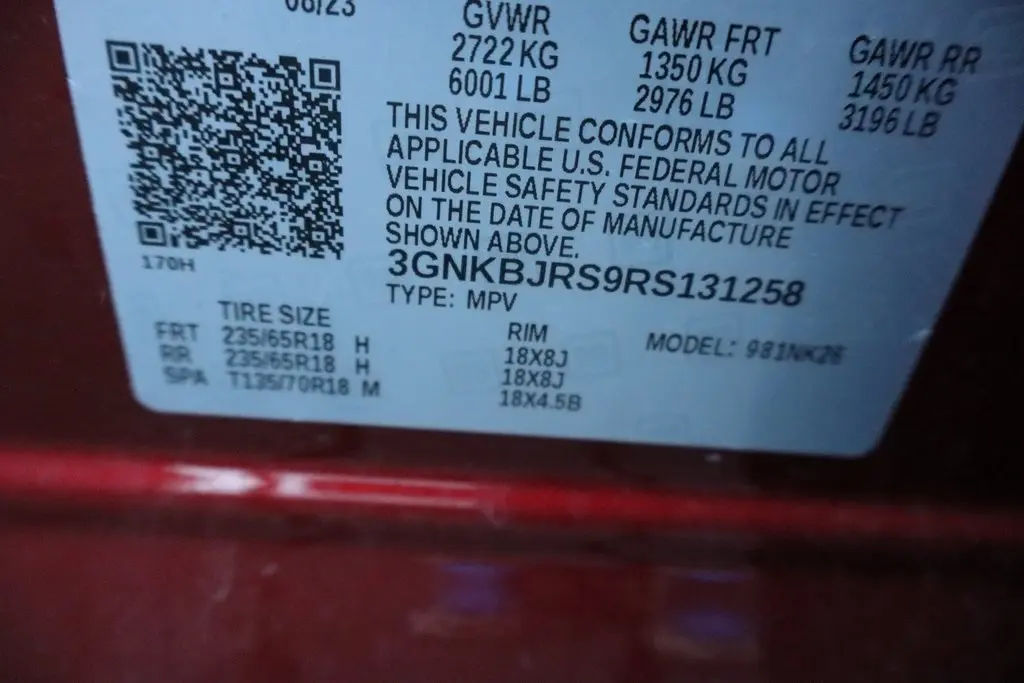 08/23
GVWR GAWR FRT GAWR RR
2722 KG 1350 KG 1450 KG
6001 LB 2976 LB 3196 LB
THIS VEHICLE CONFORMS TO ALL
APPLICABLE U.S. FEDERAL MOTOR
VEHICLE SAFETY STANDARDS IN EFFECT
ON THE DATE OF MANUFACTURE
SHOWN ABOVE.
170H
3GNKBJRS9RS131258
TYPE: MPV
TIRE SIZE RIM MODEL: 981NK26
FRT 235/65R18 H 18X8J
RR 235/65R18 H 18X8J
SPA T135/70R18 M 18X4.5B